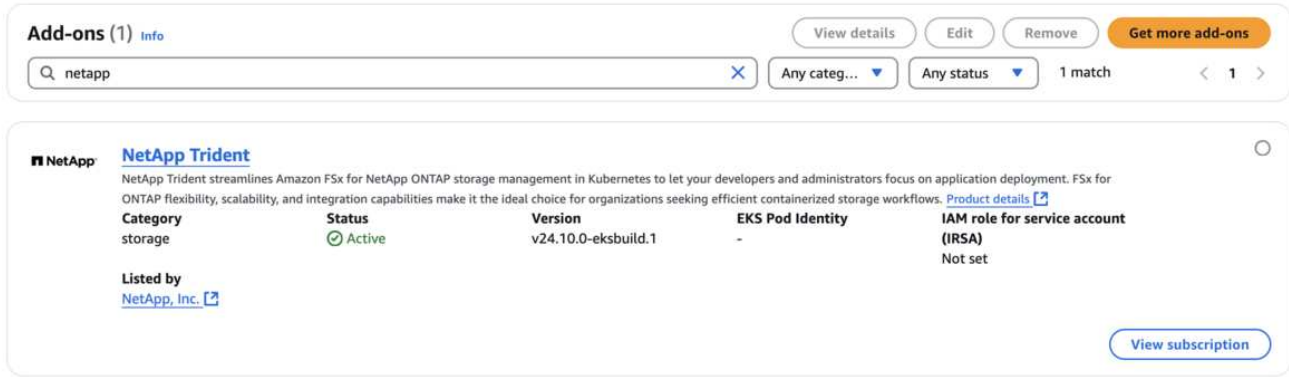 Add-ons (1) Info
View details
Edit
Remove
Get more add-ons
netapp
Any categ...
Any status
1 match
1
NetApp
NetApp Trident
NetApp Trident streamlines Amazon FSx for NetApp ONTAP storage management in Kubernetes to let your developers and administrators focus on application deployment. FSx for
ONTAP flexibility, scalability, and integration capabilities make it the ideal choice for organizations seeking efficient containerized storage workflows. Product details
Category
storage
Status
Active
Version
v24.10.0-eksbuild.1
EKS Pod Identity
-
IAM role for service account
(IRSA)
Not set
Listed by
NetApp, Inc.
View subscription